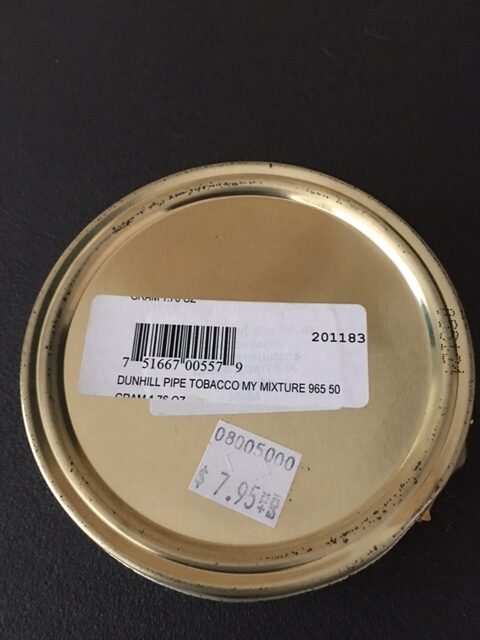 GRAM 1.76 OZ
201183
7 51667 00557 9
DUNHILL PIPE TOBACCO MY MIXTURE 965 50
GRAM 1.76 OZ
08005000
$ 7.95